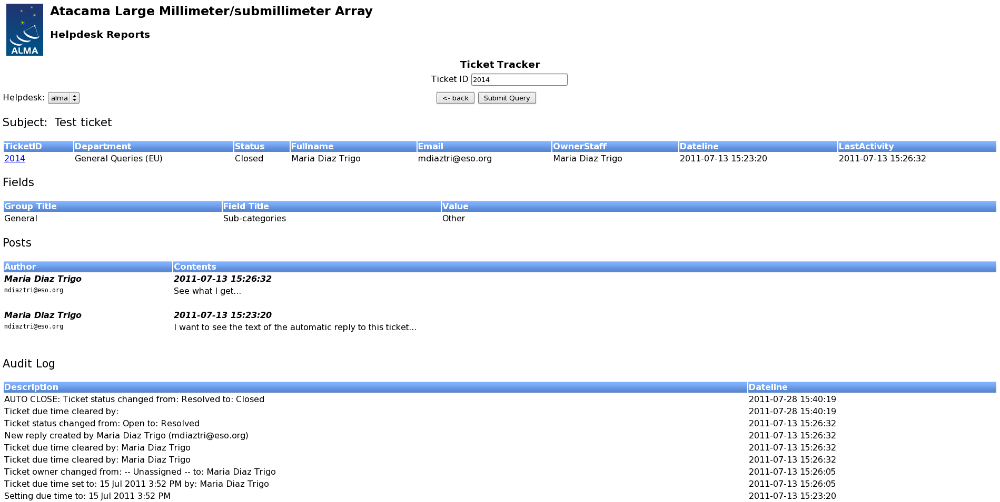 Atacama Large Millimeter/submillimeter Array
Helpdesk Reports
ALMA
Ticket Tracker
Ticket ID 2014
Helpdesk: alma <- back Submit Query
Subject: Test ticket
TicketID Department Status Fullname Email OwnerStaff Dateline LastActivity
2014 General Queries (EU) Closed Maria Diaz Trigo mdiaztri@eso.org Maria Diaz Trigo 2011-07-13 15:23:20 2011-07-13 15:26:32
Fields
Group Title Field Title Value
General Sub-categories Other
Posts
Author Contents
Maria Diaz Trigo 2011-07-13 15:26:32
mdiaztri@eso.org See what I get...
Maria Diaz Trigo 2011-07-13 15:23:20
mdiaztri@eso.org I want to see the text of the automatic reply to this ticket...
Audit Log
Description Dateline
AUTO CLOSE: Ticket status changed from: Resolved to: Closed 2011-07-28 15:40:19
Ticket due time cleared by: 2011-07-28 15:40:19
Ticket status changed from: Open to: Resolved 2011-07-13 15:26:32
New reply created by Maria Diaz Trigo (mdiaztri@eso.org) 2011-07-13 15:26:32
Ticket due time cleared by: Maria Diaz Trigo 2011-07-13 15:26:32
Ticket due time cleared by: Maria Diaz Trigo 2011-07-13 15:26:32
Ticket owner changed from: -- Unassigned -- to: Maria Diaz Trigo 2011-07-13 15:26:05
Ticket due time set to: 15 Jul 2011 3:52 PM by: Maria Diaz Trigo 2011-07-13 15:26:05
Setting due time to: 15 Jul 2011 3:52 PM 2011-07-13 15:23:20